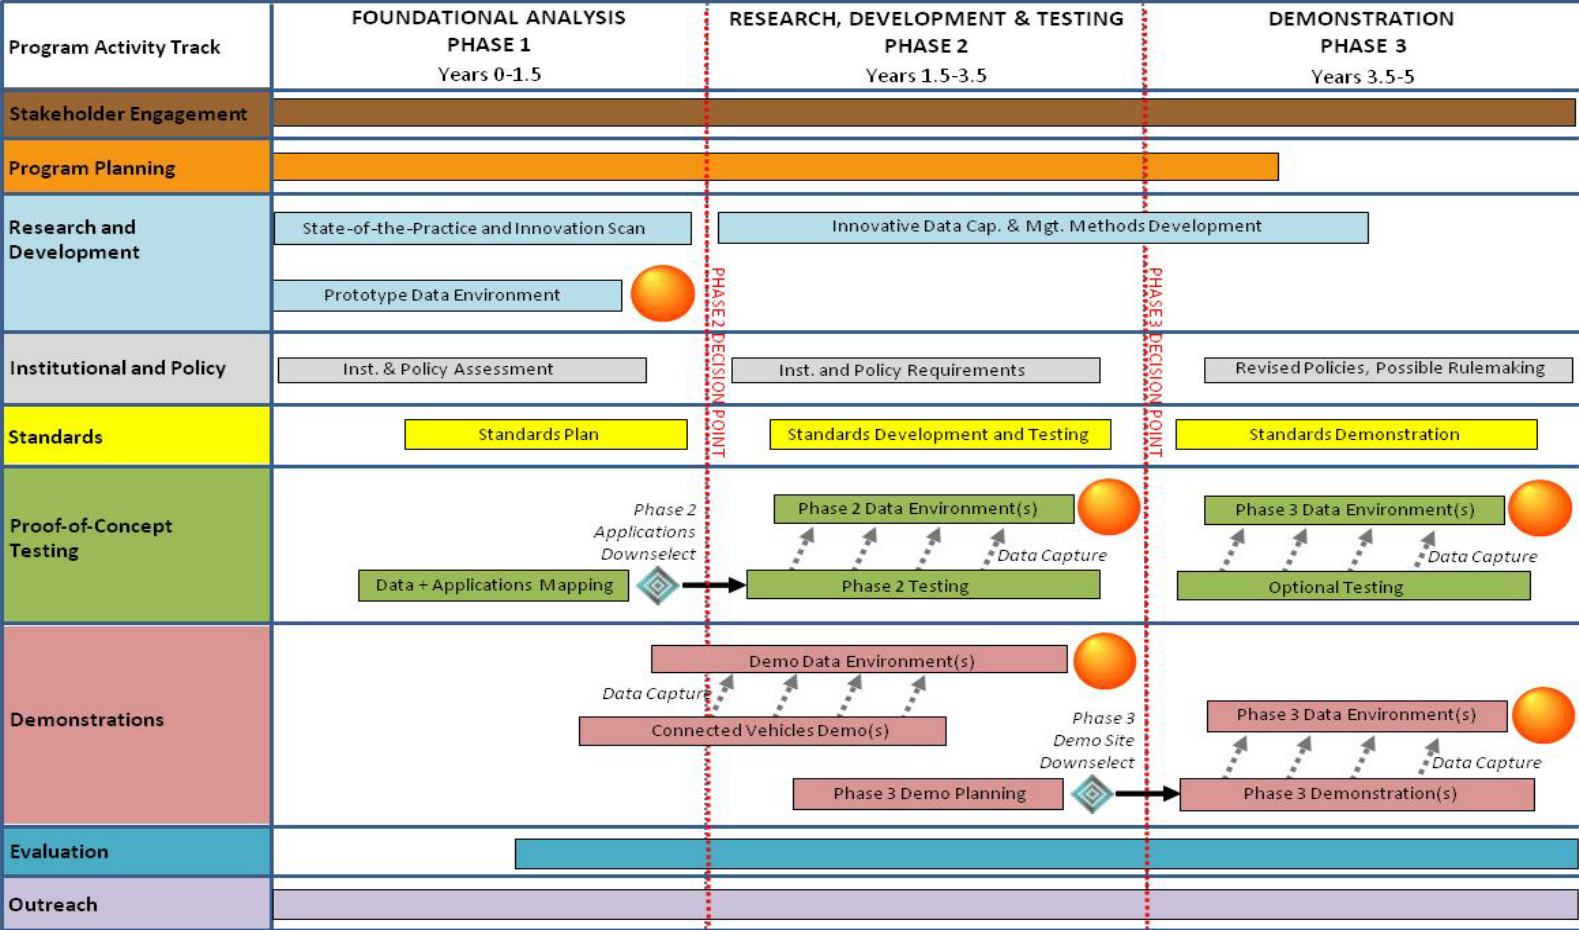 Program Activity Track
FOUNDATIONAL ANALYSIS
PHASE 1
Years 0-1.5
RESEARCH, DEVELOPMENT & TESTING
PHASE 2
Years 1.5-3.5
DEMONSTRATION
PHASE 3
Years 3.5-5
Stakeholder Engagement
Program Planning
Research and
Development
State-of-the-Practice and Innovation Scan
Innovative Data Cap. & Mgt. Methods Development
Prototype Data Environment
PHASE 2 DECISION POINT
PHASE 3 DECISION POINT
Institutional and Policy
Inst. & Policy Assessment
Inst. and Policy Requirements
Revised Policies, Possible Rulemaking
Standards
Standards Plan
Standards Development and Testing
Standards Demonstration
Proof-of-Concept
Testing
Phase 2
Applications
Downselect
Data + Applications Mapping
Phase 2 Data Environment(s)
Data Capture
Phase 2 Testing
Phase 3 Data Environment(s)
Data Capture
Optional Testing
Demonstrations
Demo Data Environment(s)
Data Capture
Connected Vehicles Demo(s)
Phase 3
Demo Site
Downselect
Phase 3 Demo Planning
Phase 3 Data Environment(s)
Data Capture
Phase 3 Demonstration(s)
Evaluation
Outreach